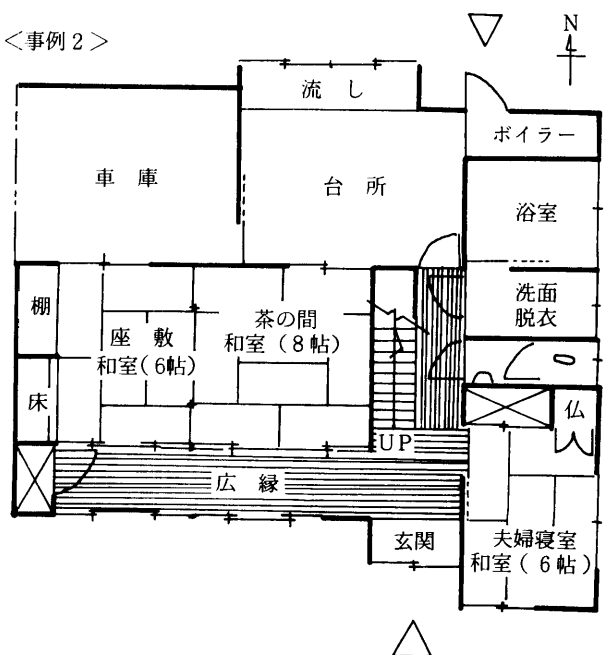 <事例2>
N
流し
ボイラー
車庫
台所
浴室
棚
茶の間
和室(8帖)
洗面
脱衣
座敷
和室(6帖)
床
仏
UP
広縁
玄関
夫婦寝室
和室(6帖)